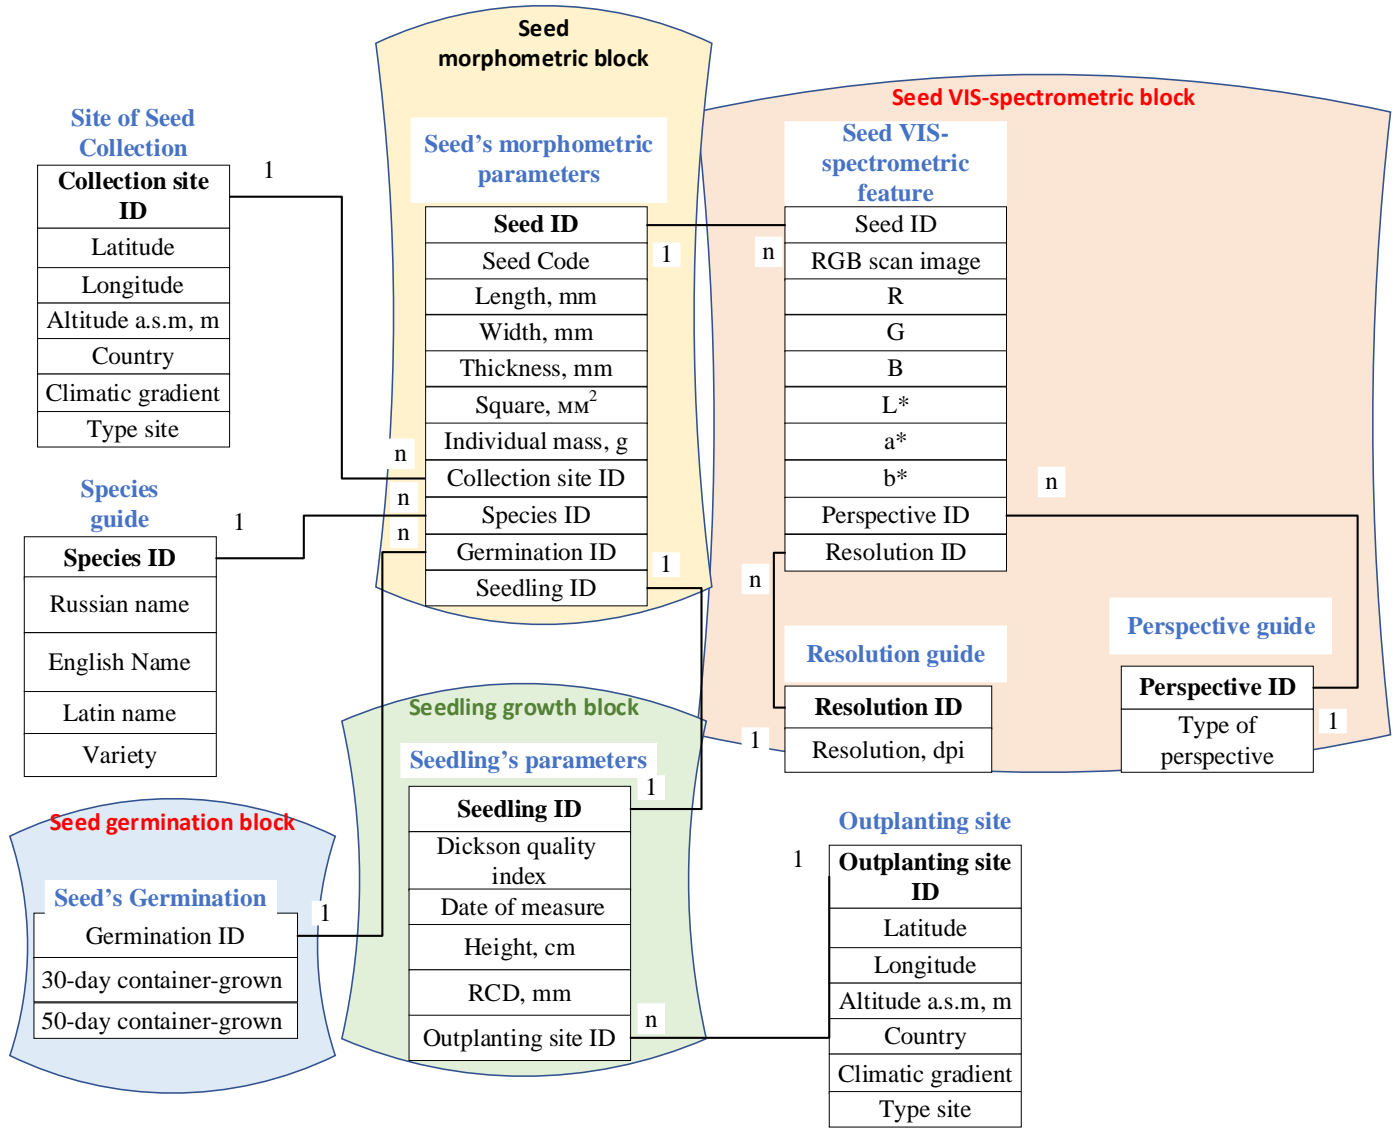 Seed
morphometric block
Seed VIS-spectrometric block
Site of Seed
Collection
Collection site
ID
Latitude
Longitude
Altitude a.s.m, m
Country
Climatic gradient
Type site
1
Seed's morphometric
parameters
Seed ID
Seed Code
Length, mm
Width, mm
Thickness, mm
Square, мм2
Individual mass, g
Collection site ID
Species ID
Germination ID
Seedling ID
1
n
n
n
1
Seed VIS-
spectrometric
feature
Seed ID
RGB scan image
R
G
B
L*
a*
b*
Perspective ID
Resolution ID
n
n
n
Species
guide
Species ID
Russian name
English Name
Latin name
Variety
1
Resolution guide
Resolution ID
Resolution, dpi
1
Perspective guide
Perspective ID
Type of
perspective
1
Seedling growth block
Seedling's parameters
Seedling ID
Dickson quality
index
Date of measure
Height, cm
RCD, mm
Outplanting site ID
1
n
Seed germination block
Seed's Germination
Germination ID
30-day container-grown
50-day container-grown
1
Outplanting site
Outplanting site
ID
Latitude
Longitude
Altitude a.s.m, m
Country
Climatic gradient
Type site
1